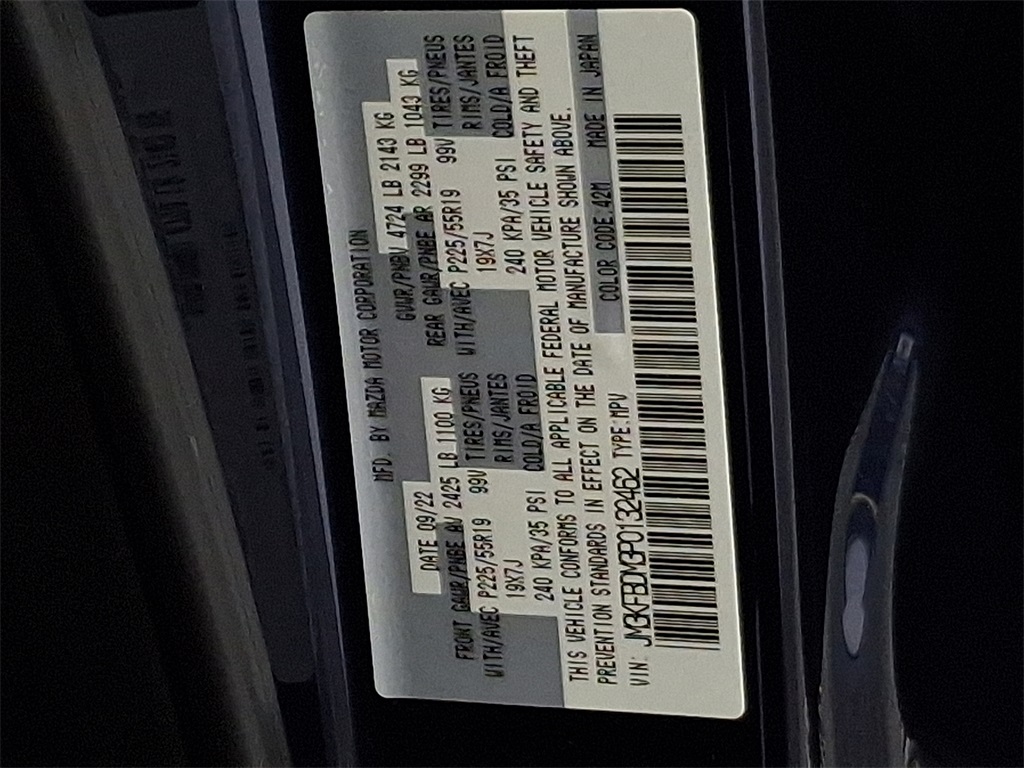 MFD. BY MAZDA MOTOR CORPORATION
DATE 09/22 GVWR/PNBV 4724 LB 2143 KG
FRONT GAWR/PNBE AV 2425 LB 1100 KG REAR GAWR/PNBE AR 2299 LB 1043 KG
WITH/AVEC P225/55R19 99V TIRES/PNEUS WITH/AVEC P225/55R19 99V TIRES/PNEUS
19X7J RIMS/JANTES 19X7J RIMS/JANTES
240 KPA/35 PSI COLD/A FROID 240 KPA/35 PSI COLD/A FROID
THIS VEHICLE CONFORMS TO ALL APPLICABLE FEDERAL MOTOR VEHICLE SAFETY AND THEFT
PREVENTION STANDARDS IN EFFECT ON THE DATE OF MANUFACTURE SHOWN ABOVE.
VIN: JM3KFBDM3P0132462 TYPE:MPV COLOR CODE:42M MADE IN JAPAN